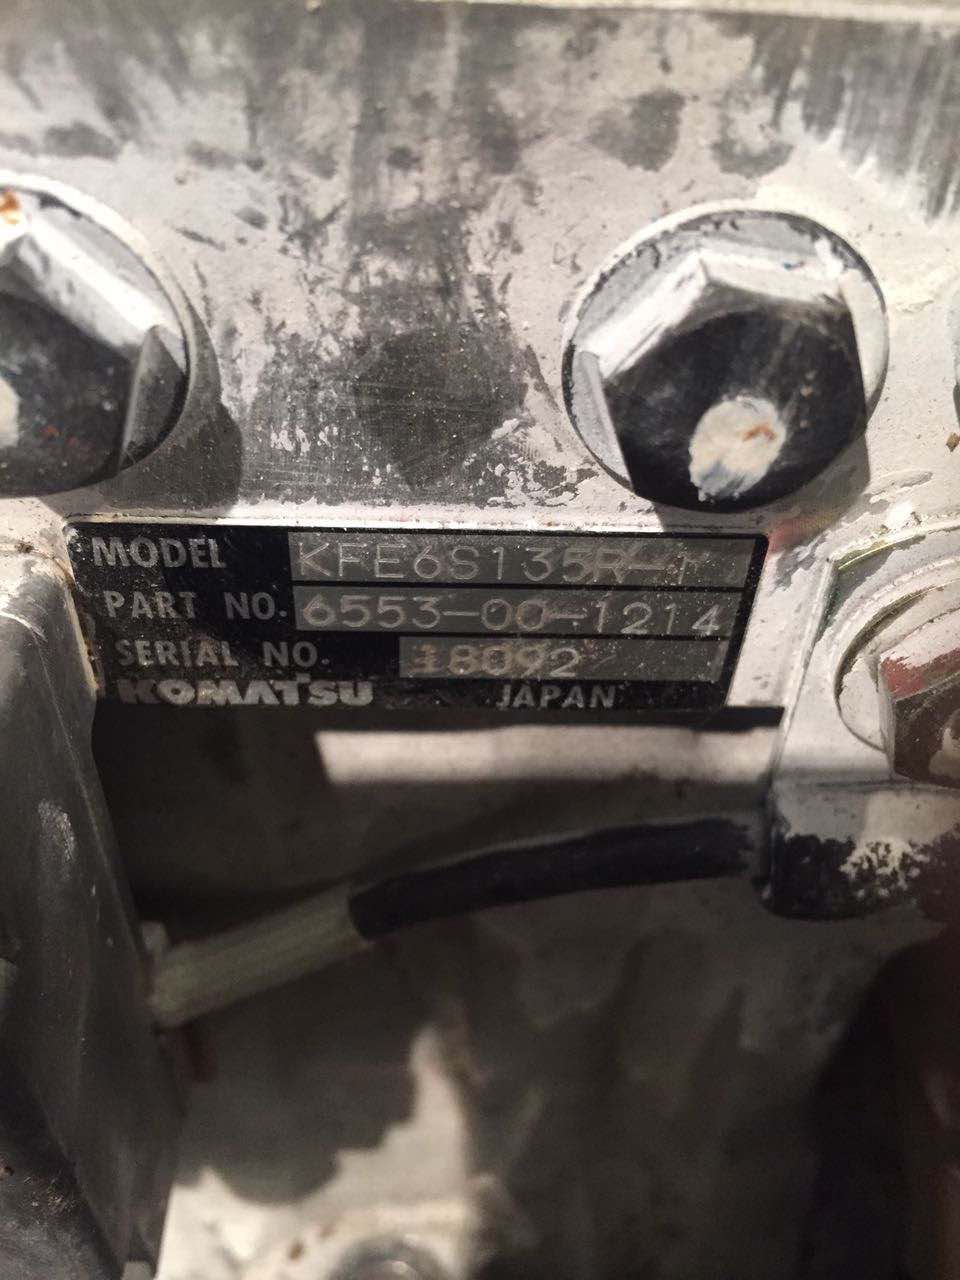 MODEL KFE6S135R-1
PART NO. 6553-00-1214
SERIAL NO. 18092
KOMATSU JAPAN